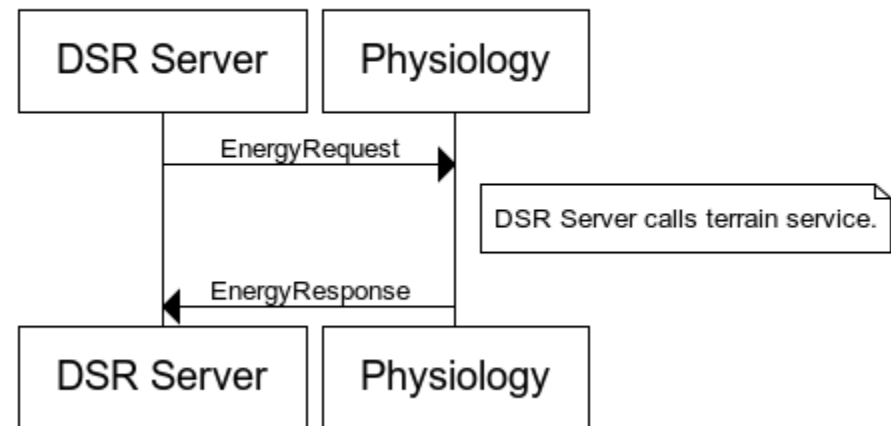 DSR Server
Physiology
EnergyRequest
DSR Server calls terrain service.
EnergyResponse
DSR Server
Physiology